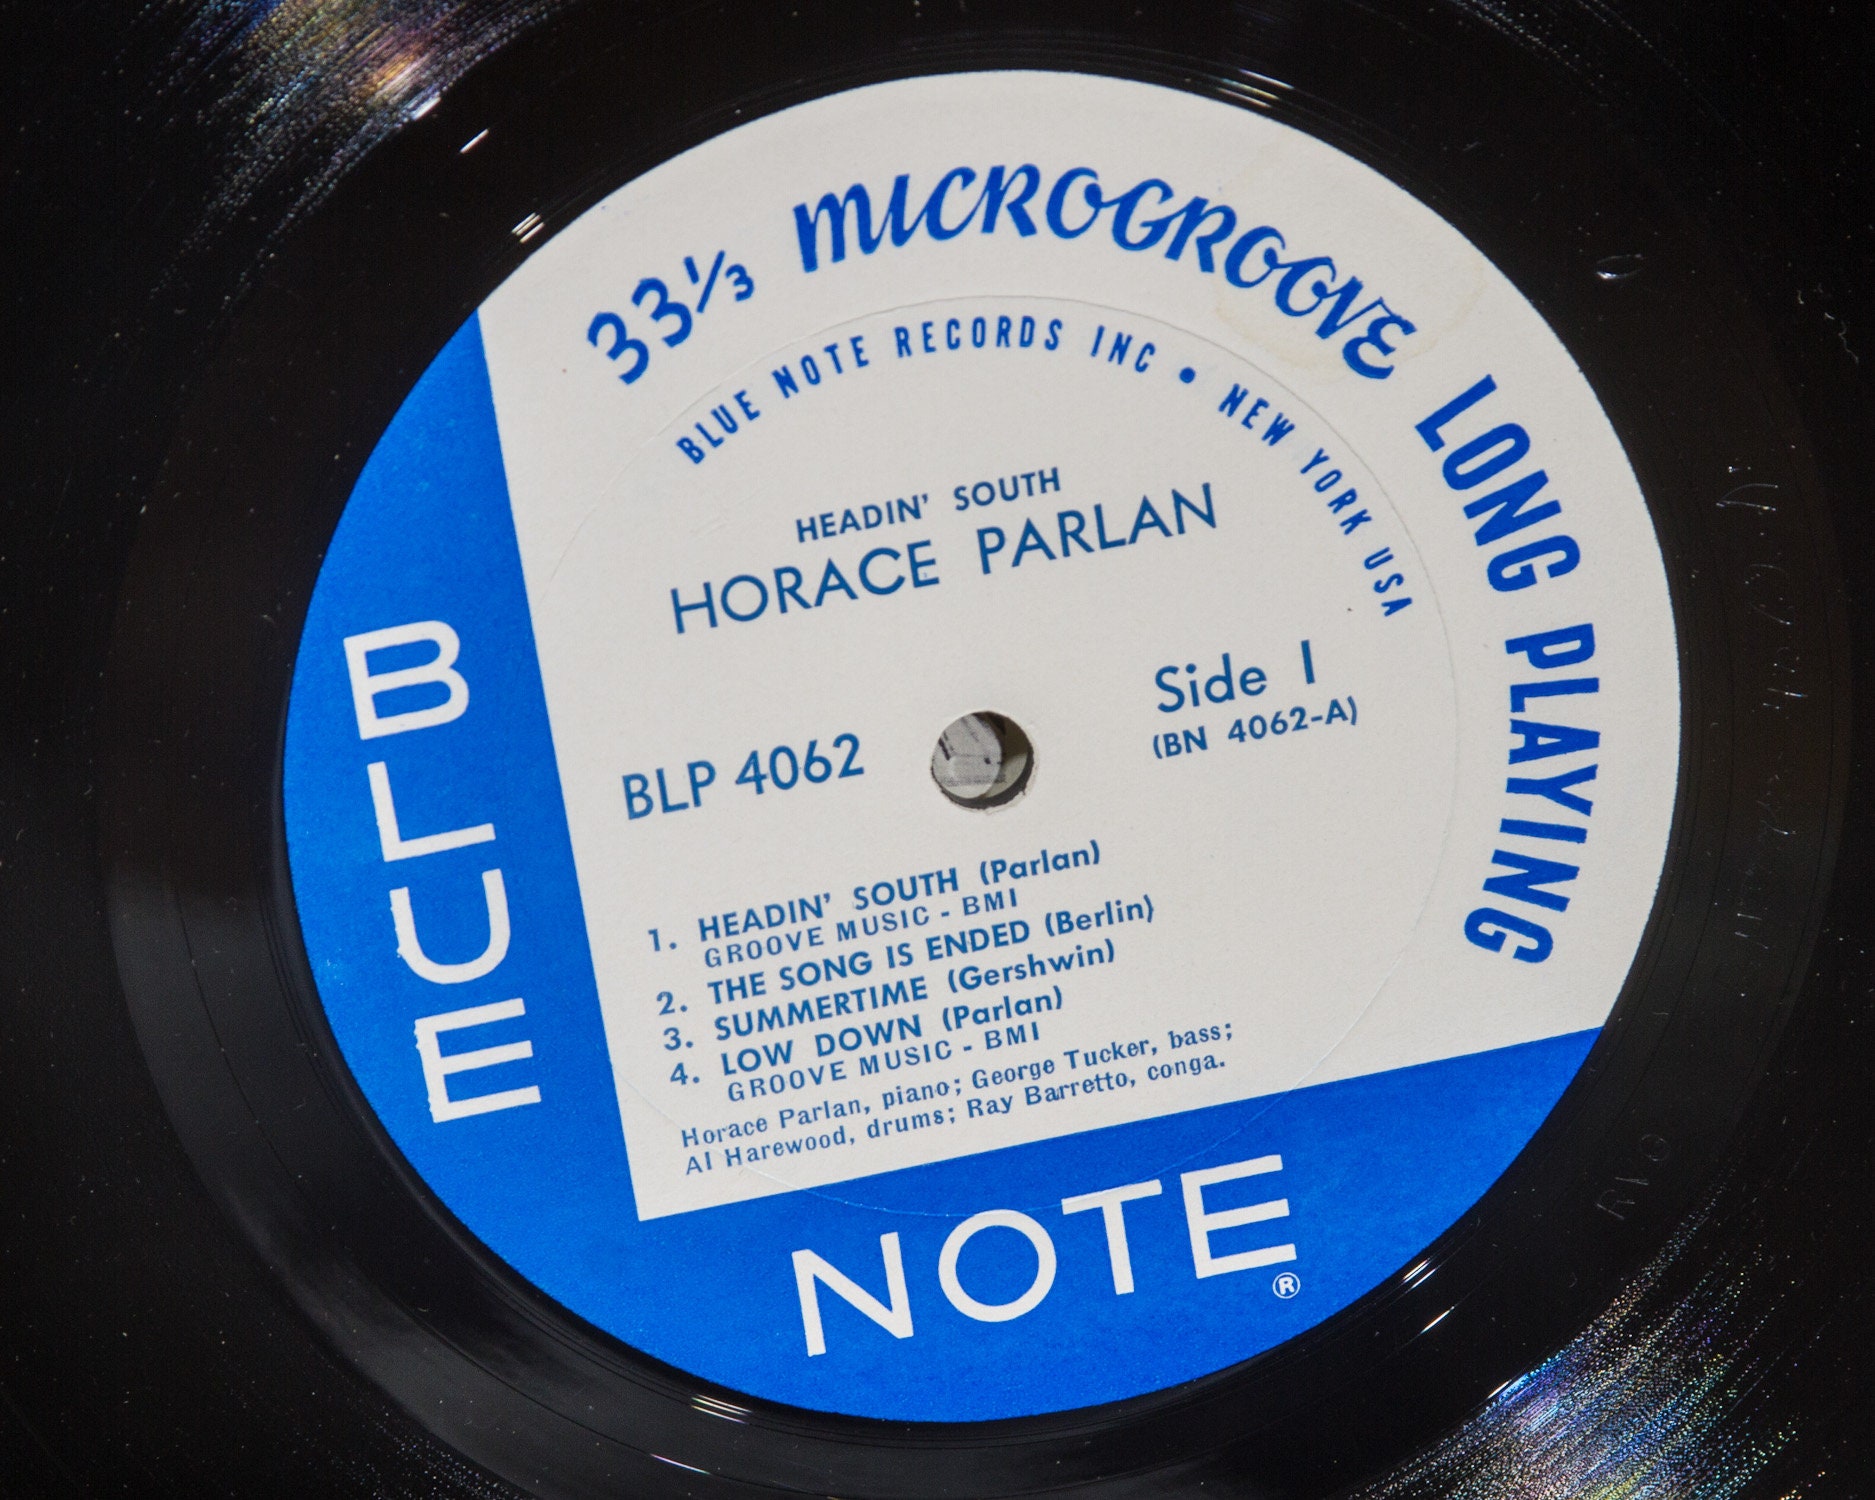 33⅓ MICROGROOVE LONG PLAYING
BLUE NOTE RECORDS INC • NEW YORK USA
HEADIN' SOUTH
HORACE PARLAN
Side 1
BLP 4062
(BN 4062-A)
1. HEADIN' SOUTH (Parlan)
GROOVE MUSIC - BMI
2. THE SONG IS ENDED (Berlin)
3. SUMMERTIME (Gershwin)
4. LOW DOWN (Parlan)
GROOVE MUSIC - BMI
Horace Parlan, piano; George Tucker, bass;
Al Harewood, drums; Ray Barretto, conga.
BLUE
NOTE®